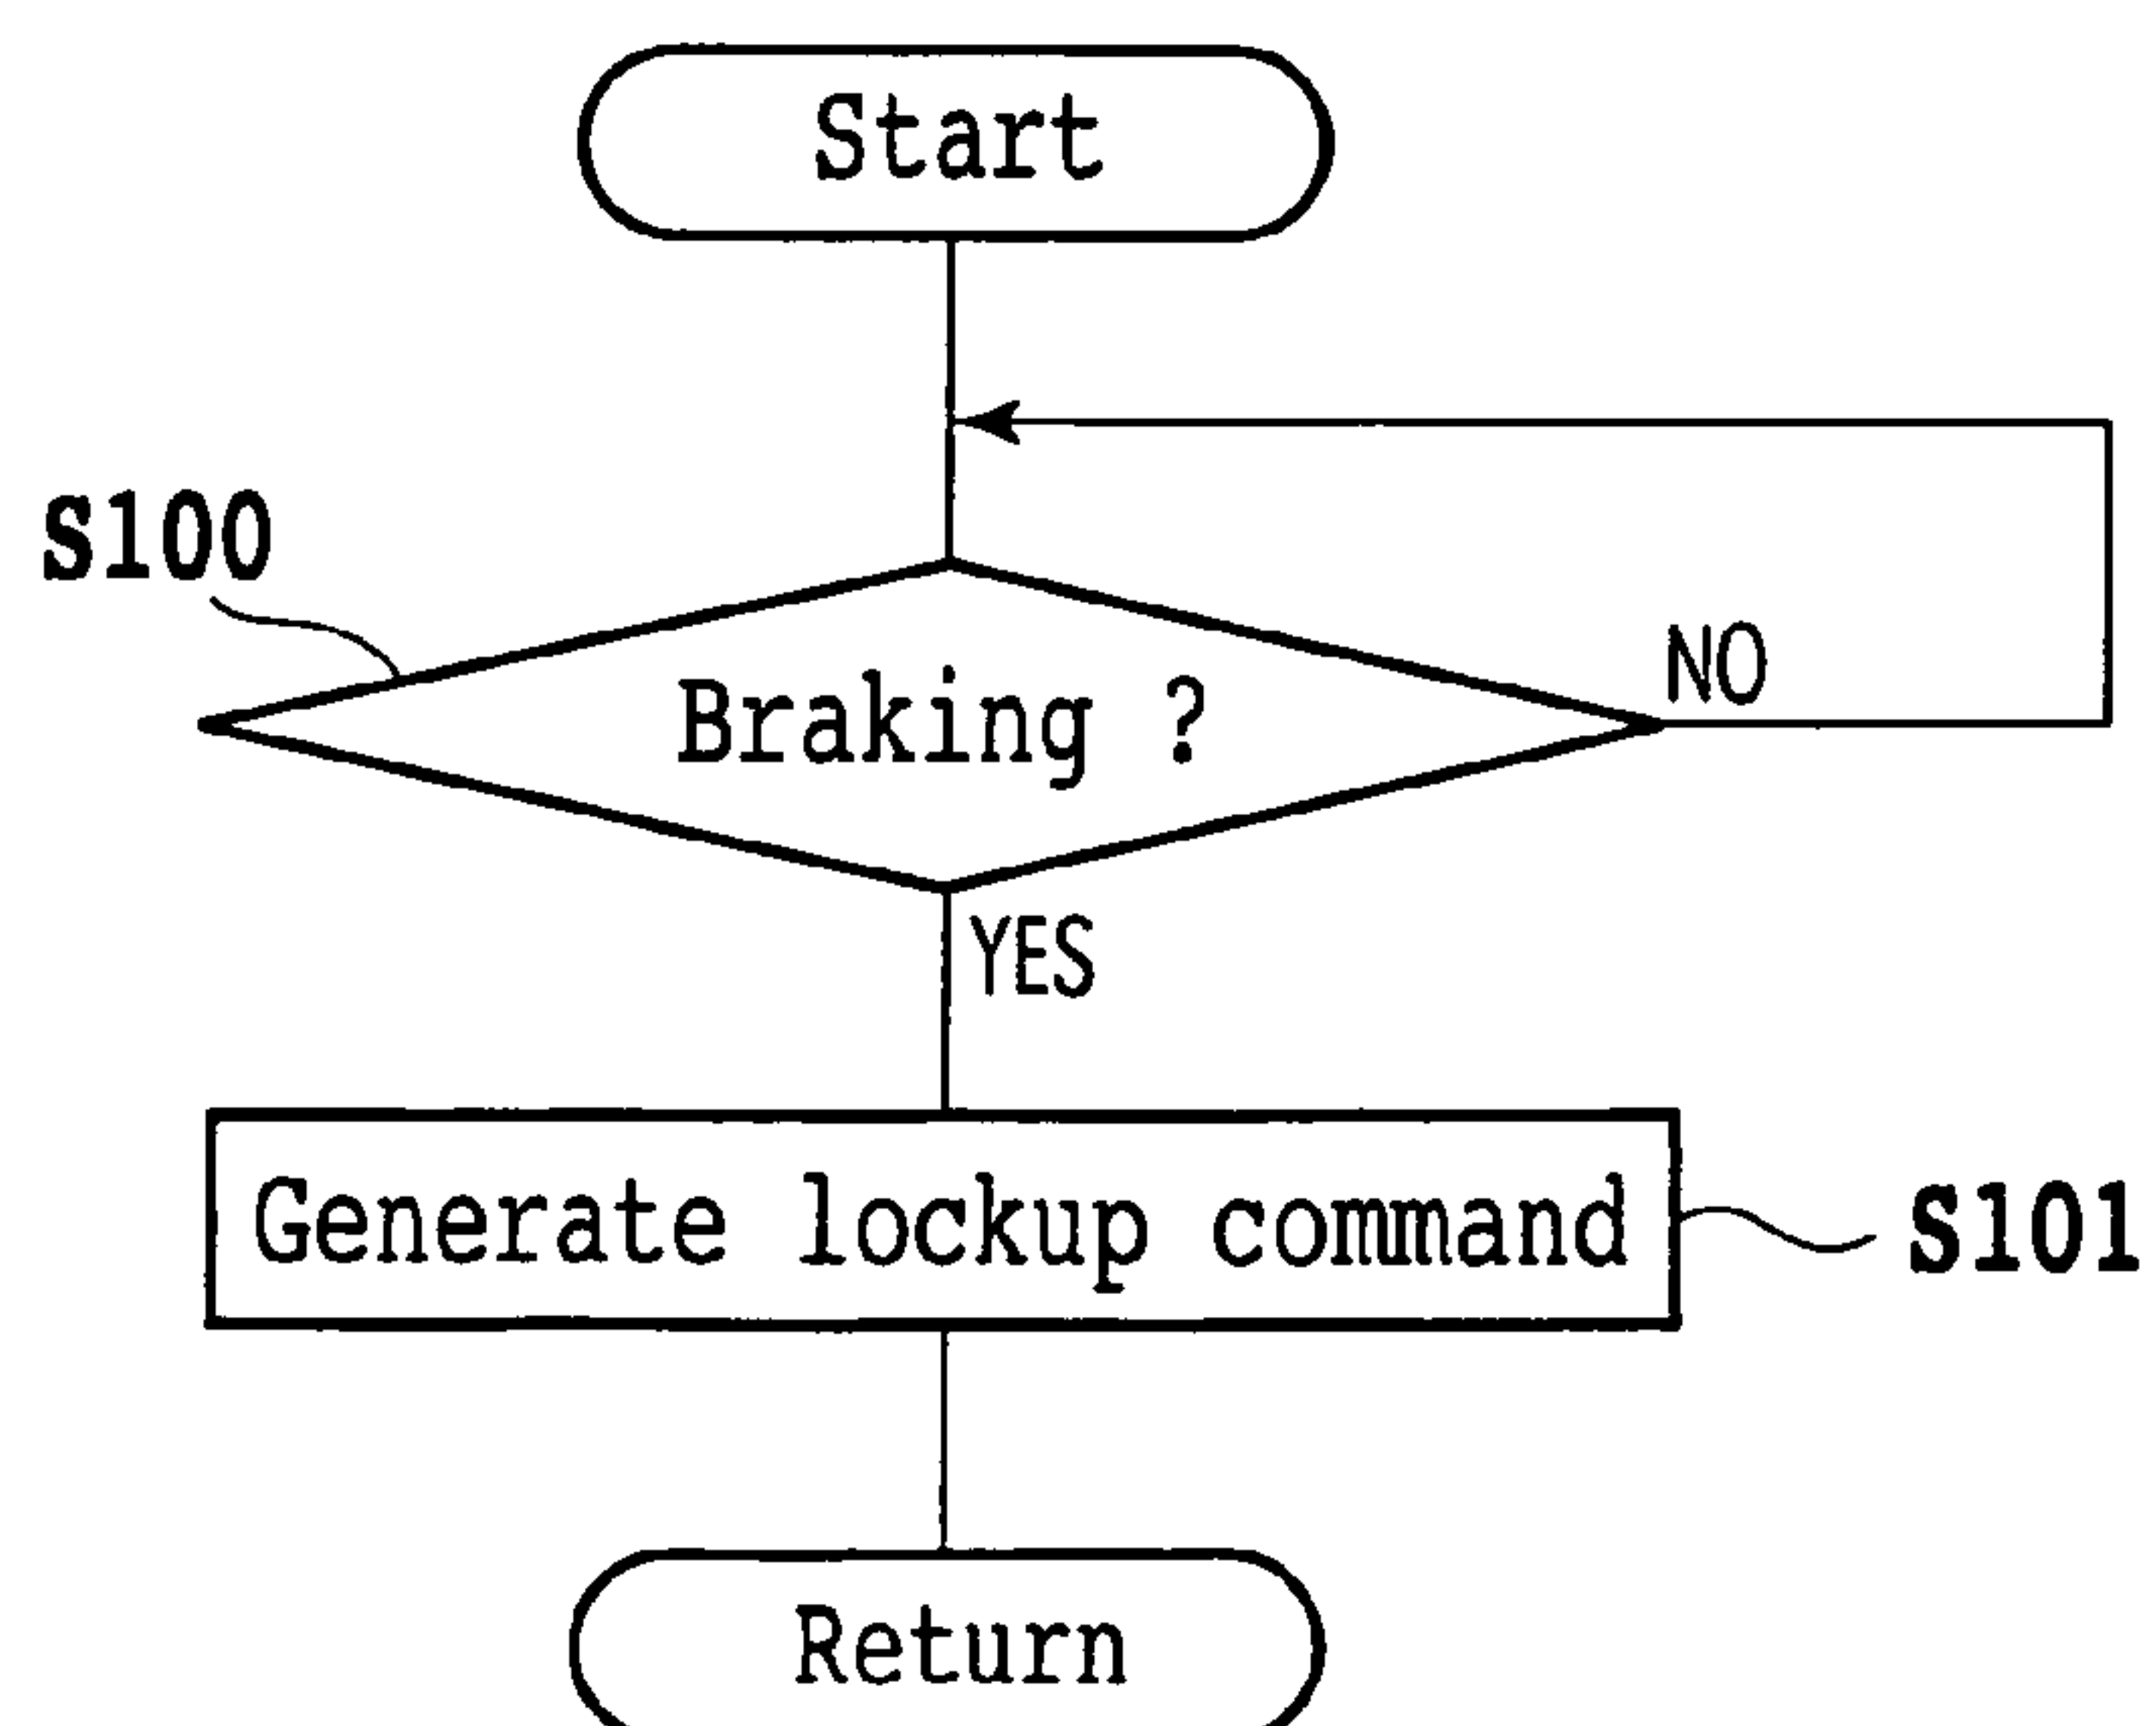 Start
S100
Braking ?
NO
YES
Generate lockup command
S101
Return